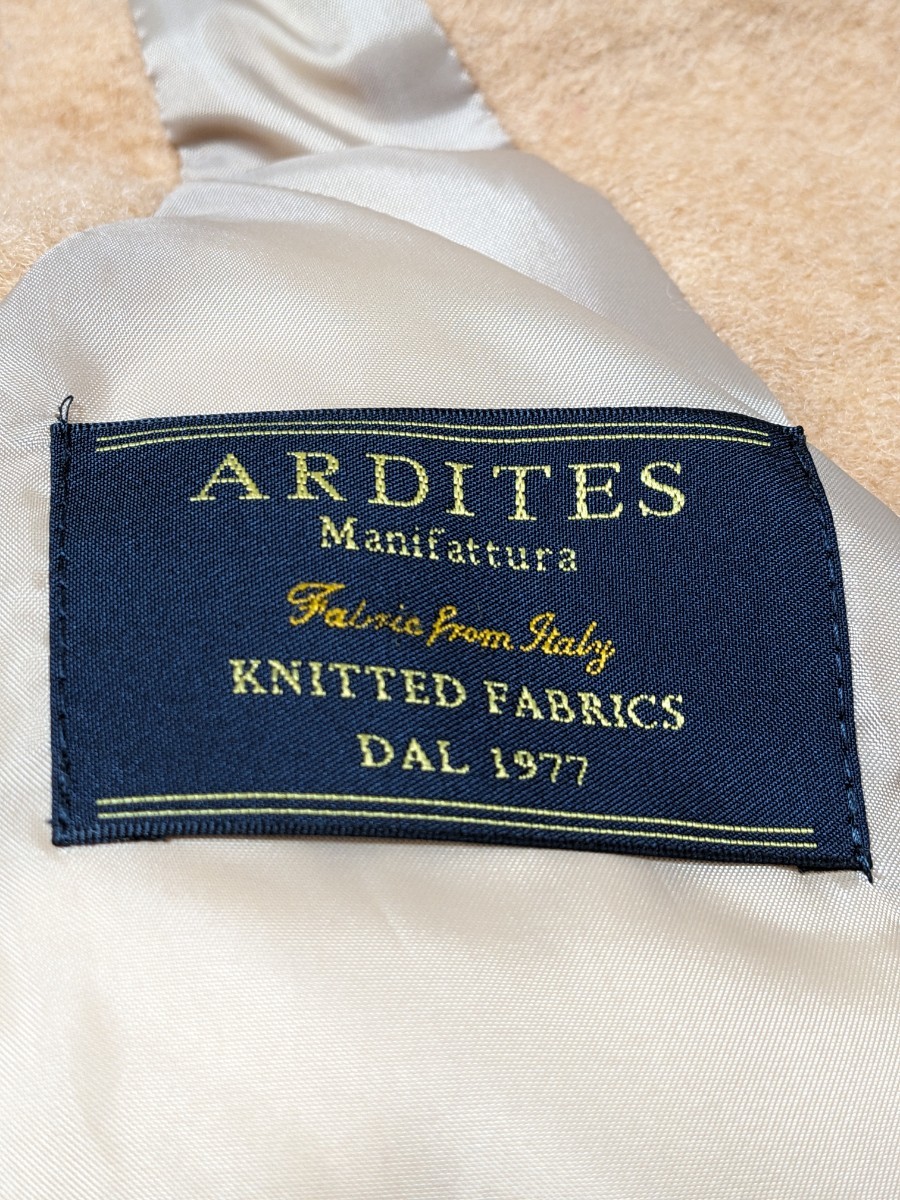 ARDITES
Manifattura
Fabric from Italy
KNITTED FABRICS
DAL 1977